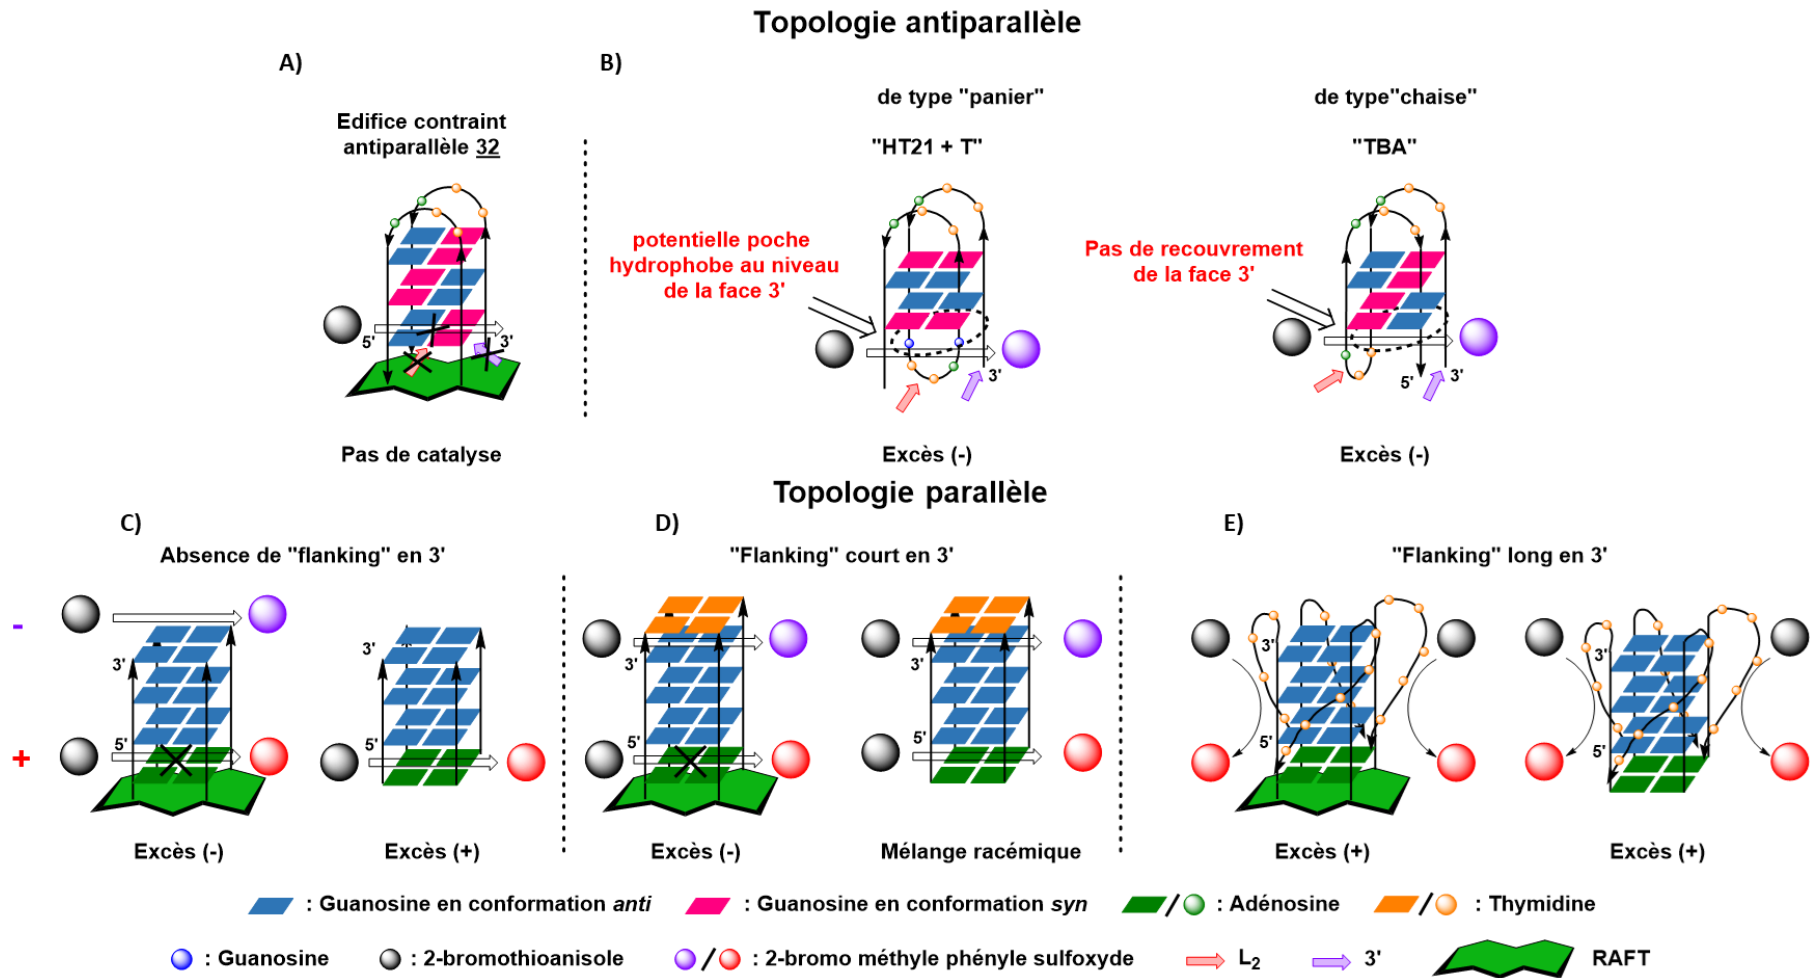 Topologie antiparallèle
A)
B)
Edifice contraint
antiparallèle 32
de type "panier"
"HT21 + T"
de type"chaise"
"TBA"
potentielle poche
hydrophobe au niveau
de la face 3'
Pas de recouvrement
de la face 3'
5'
3'
3'
5'
3'
Pas de catalyse
Excès (-)
Excès (-)
Topologie parallèle
C)
D)
E)
Absence de "flanking" en 3'
"Flanking" court en 3'
"Flanking" long en 3'
-
3'
3'
3'
3'
3'
3'
+
5'
5'
5'
5'
5'
5'
Excès (-)
Excès (+)
Excès (-)
Mélange racémique
Excès (+)
Excès (+)
: Guanosine en conformation anti
: Guanosine en conformation syn
/ : Adénosine
/ : Thymidine
: Guanosine
: 2-bromothioanisole
/ : 2-bromo méthyle phényle sulfoxyde
: L2
: 3'
: RAFT